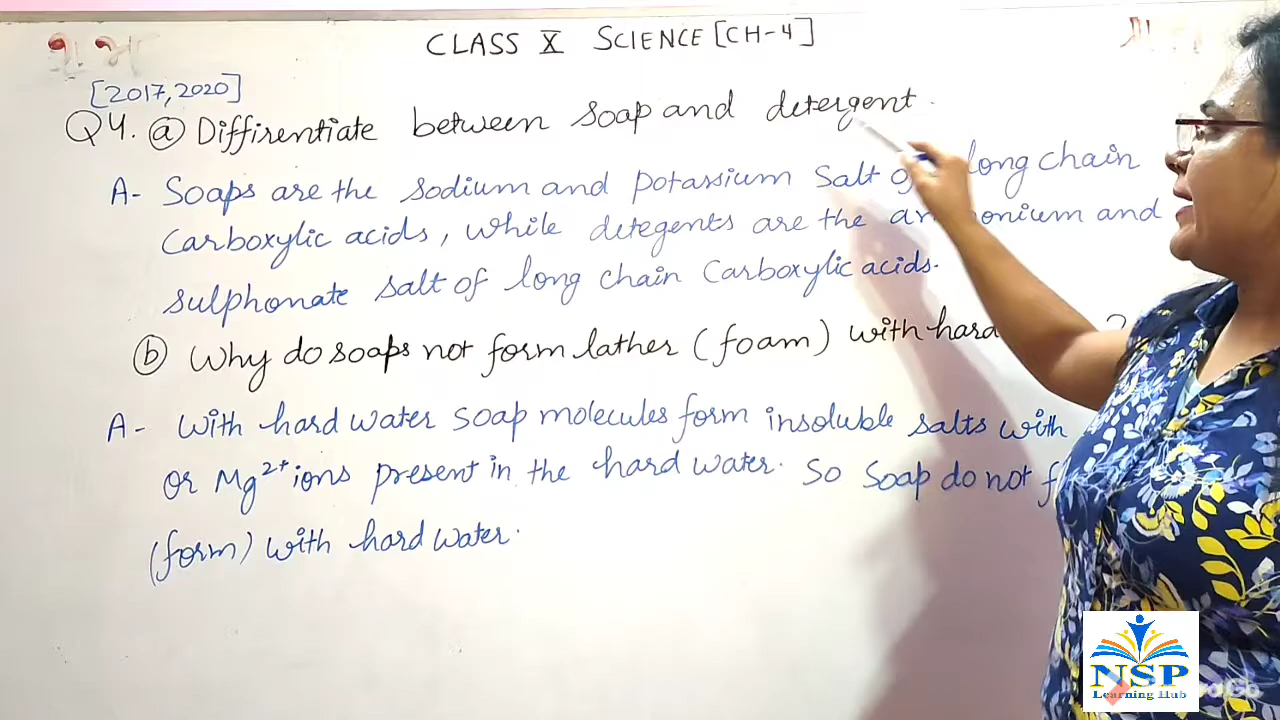 CLASS X SCIENCE [CH-4]
[2017,2020]
Q4. (a) Diffirentiate between soap and detergent.
A- Soaps are the sodium and potassium salt of long chain
Carboxylic acids, while detegents are the and
sulphonate salt of long chain Carboxylic acids.
(b) Why do soaps not form lather (foam) with hard ?
A- With hard water soap molecules form insoluble salts with
or Mg2+ ions present in the hard water. So Soap do not
(form) with hard water.
NSP
Learning Hub